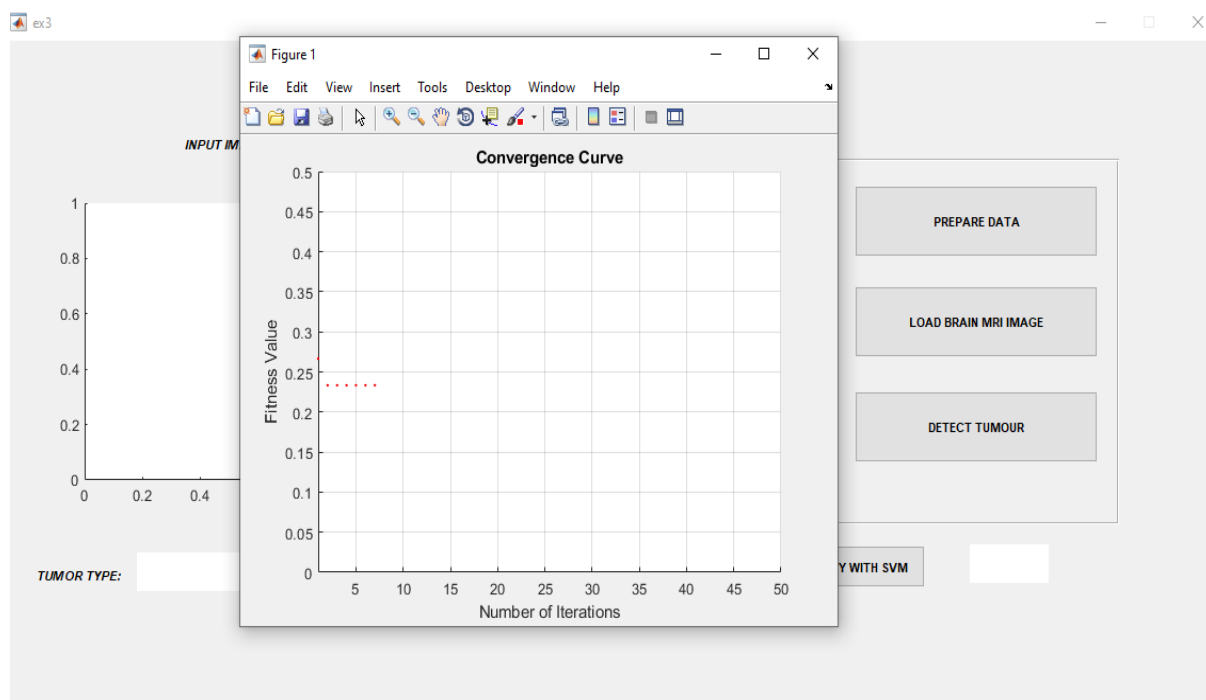 ex3
Figure 1
File Edit View Insert Tools Desktop Window Help
INPUT IM
Convergence Curve
0.5
0.45
0.4
0.35
0.3
0.25
0.2
0.15
0.1
0.05
0
Fitness Value
5 10 15 20 25 30 35 40 45 50
Number of Iterations
1
0.8
0.6
0.4
0.2
0
0 0.2 0.4
PREPARE DATA
LOAD BRAIN MRI IMAGE
DETECT TUMOUR
TUMOR TYPE:
Y WITH SVM